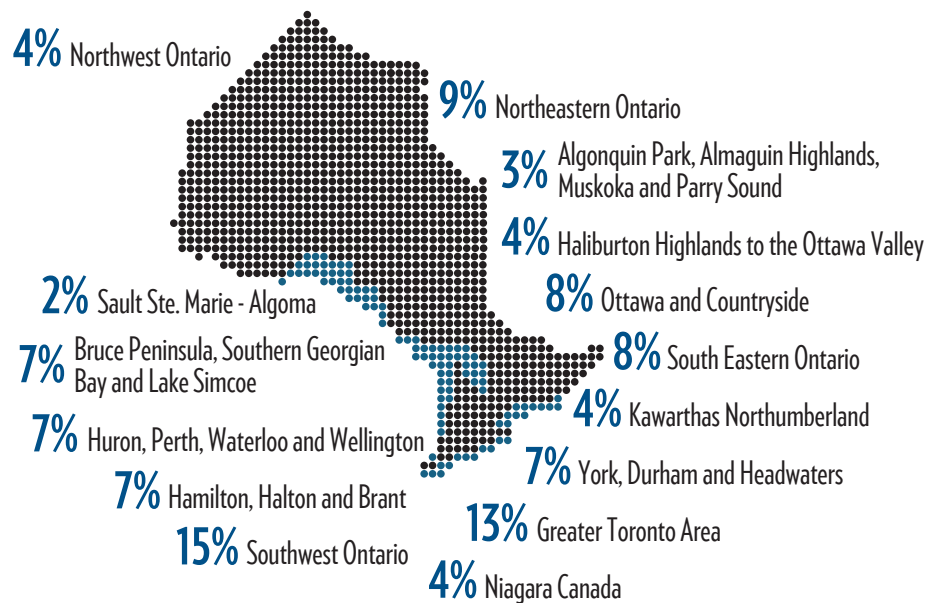 4% Northwest Ontario
9% Northeastern Ontario
3% Algonquin Park, Almaguin Highlands,
Muskoka and Parry Sound
4% Haliburton Highlands to the Ottawa Valley
8% Ottawa and Countryside
2% Sault Ste. Marie - Algoma
8% South Eastern Ontario
7% Bruce Peninsula, Southern Georgian
Bay and Lake Simcoe
4% Kawarthas Northumberland
7% Huron, Perth, Waterloo and Wellington
7% York, Durham and Headwaters
7% Hamilton, Halton and Brant
13% Greater Toronto Area
15% Southwest Ontario
4% Niagara Canada